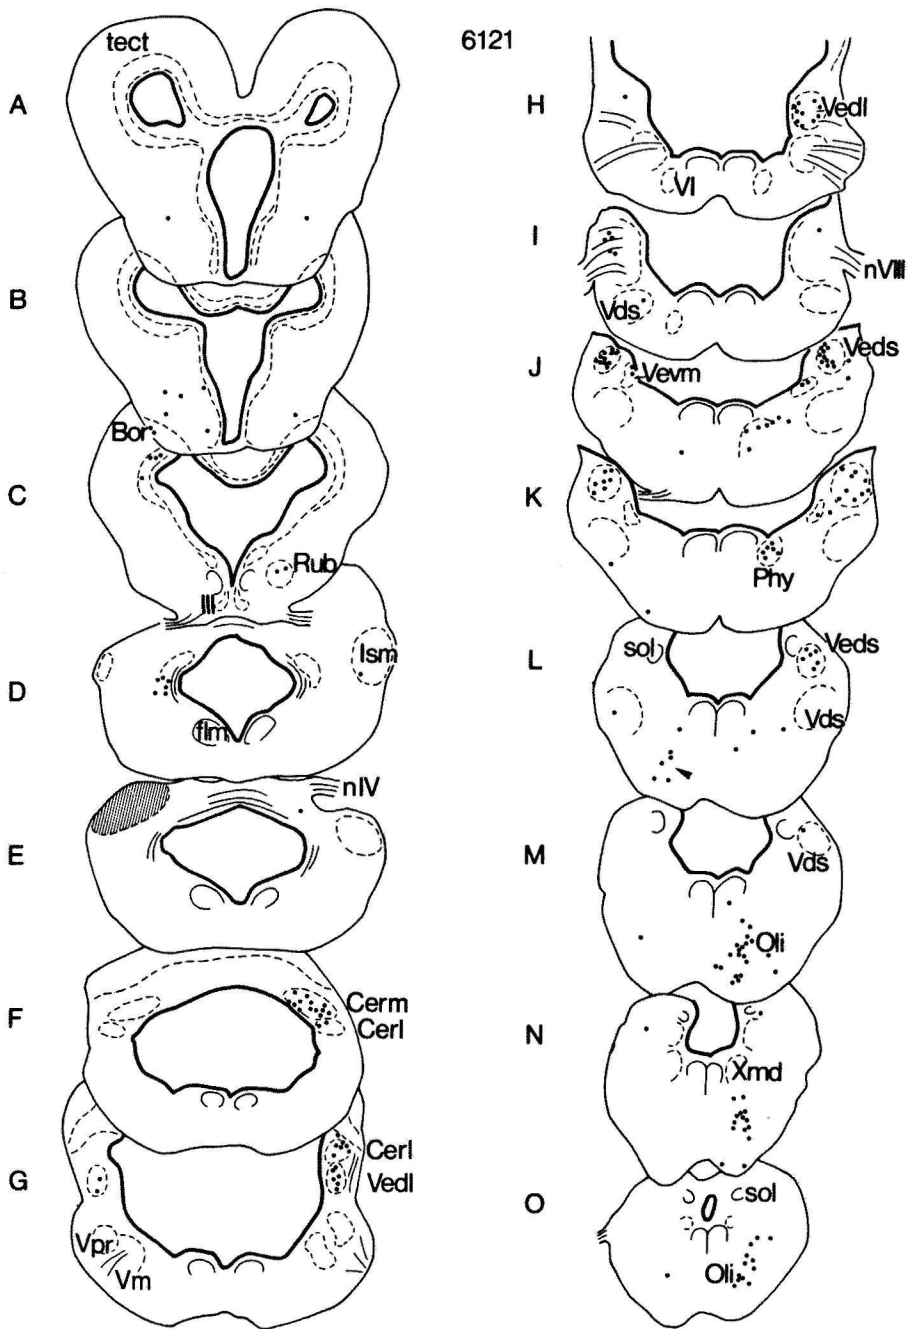 6121
A
tect
B
Bor
C
Rub
III
D
Ism
flm
E
nIV
F
Cerm
Cerl
G
Cerl
Vedl
Vpr
Vm
H
Vedl
VI
I
nVIII
Vds
J
Veds
Vevm
K
Phy
L
sol
Veds
Vds
M
Vds
Oli
N
Xmd
O
sol
Oli